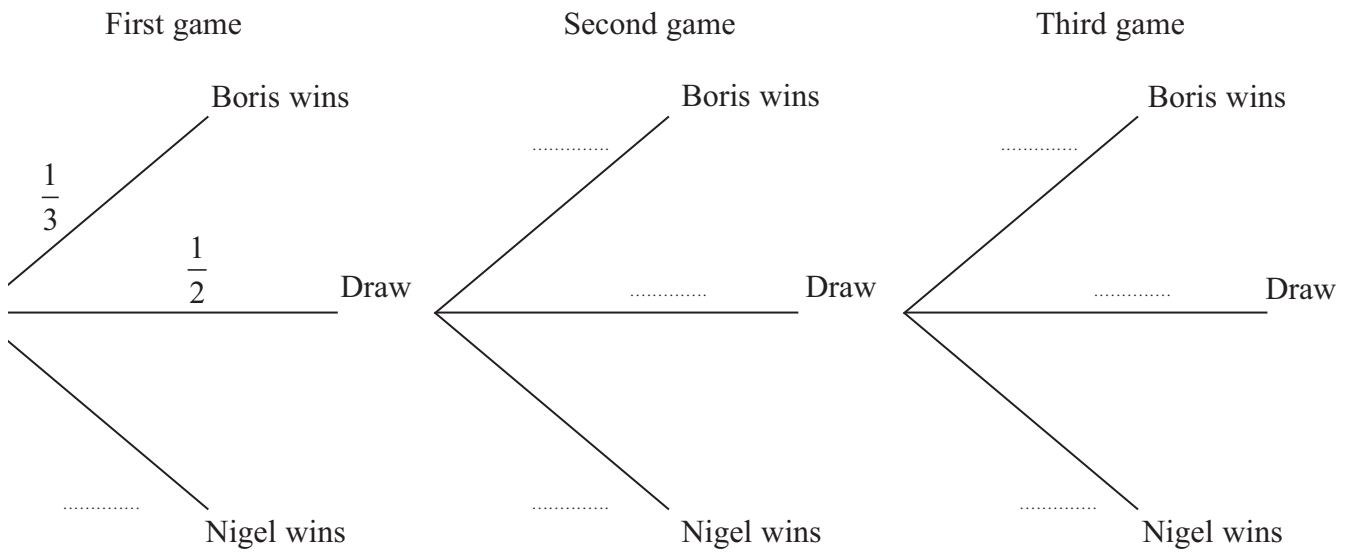 First game Second game Third game
Boris wins Boris wins Boris wins
..............
..............
1
3
1
2
Draw
..............
Draw
..............
Draw
..............
..............
..............
Nigel wins Nigel wins Nigel wins